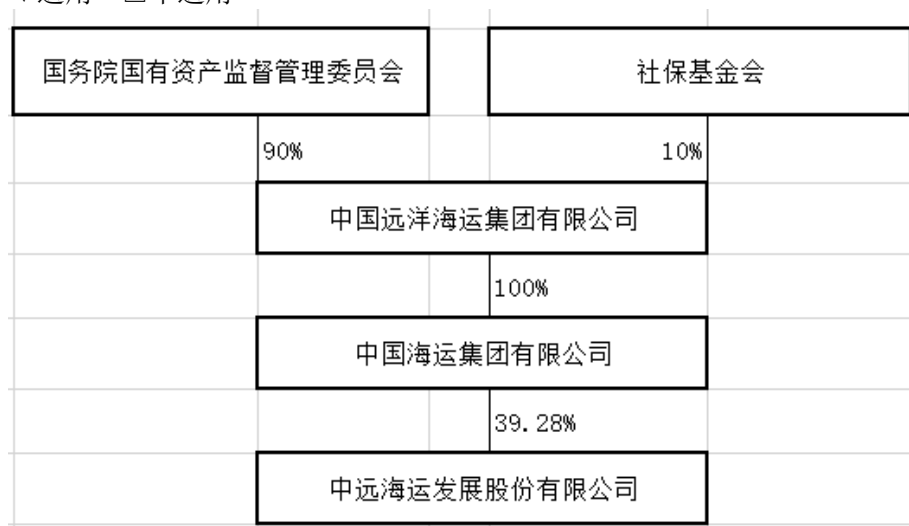 国务院国有资产监督管理委员会
社保基金会
90%
10%
中国远洋海运集团有限公司
100%
中国海运集团有限公司
39.28%
中远海运发展股份有限公司